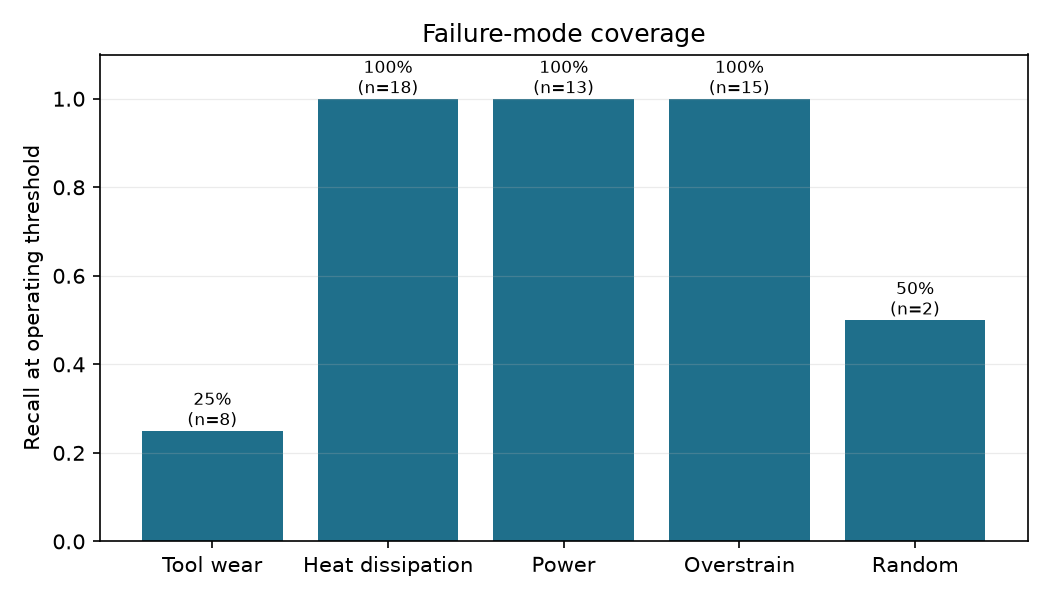 Failure-mode coverage
Recall at operating threshold
1.0
0.8
0.6
0.4
0.2
0.0
25%
(n=8)
100%
(n=18)
100%
(n=13)
100%
(n=15)
50%
(n=2)
Tool wear
Heat dissipation
Power
Overstrain
Random